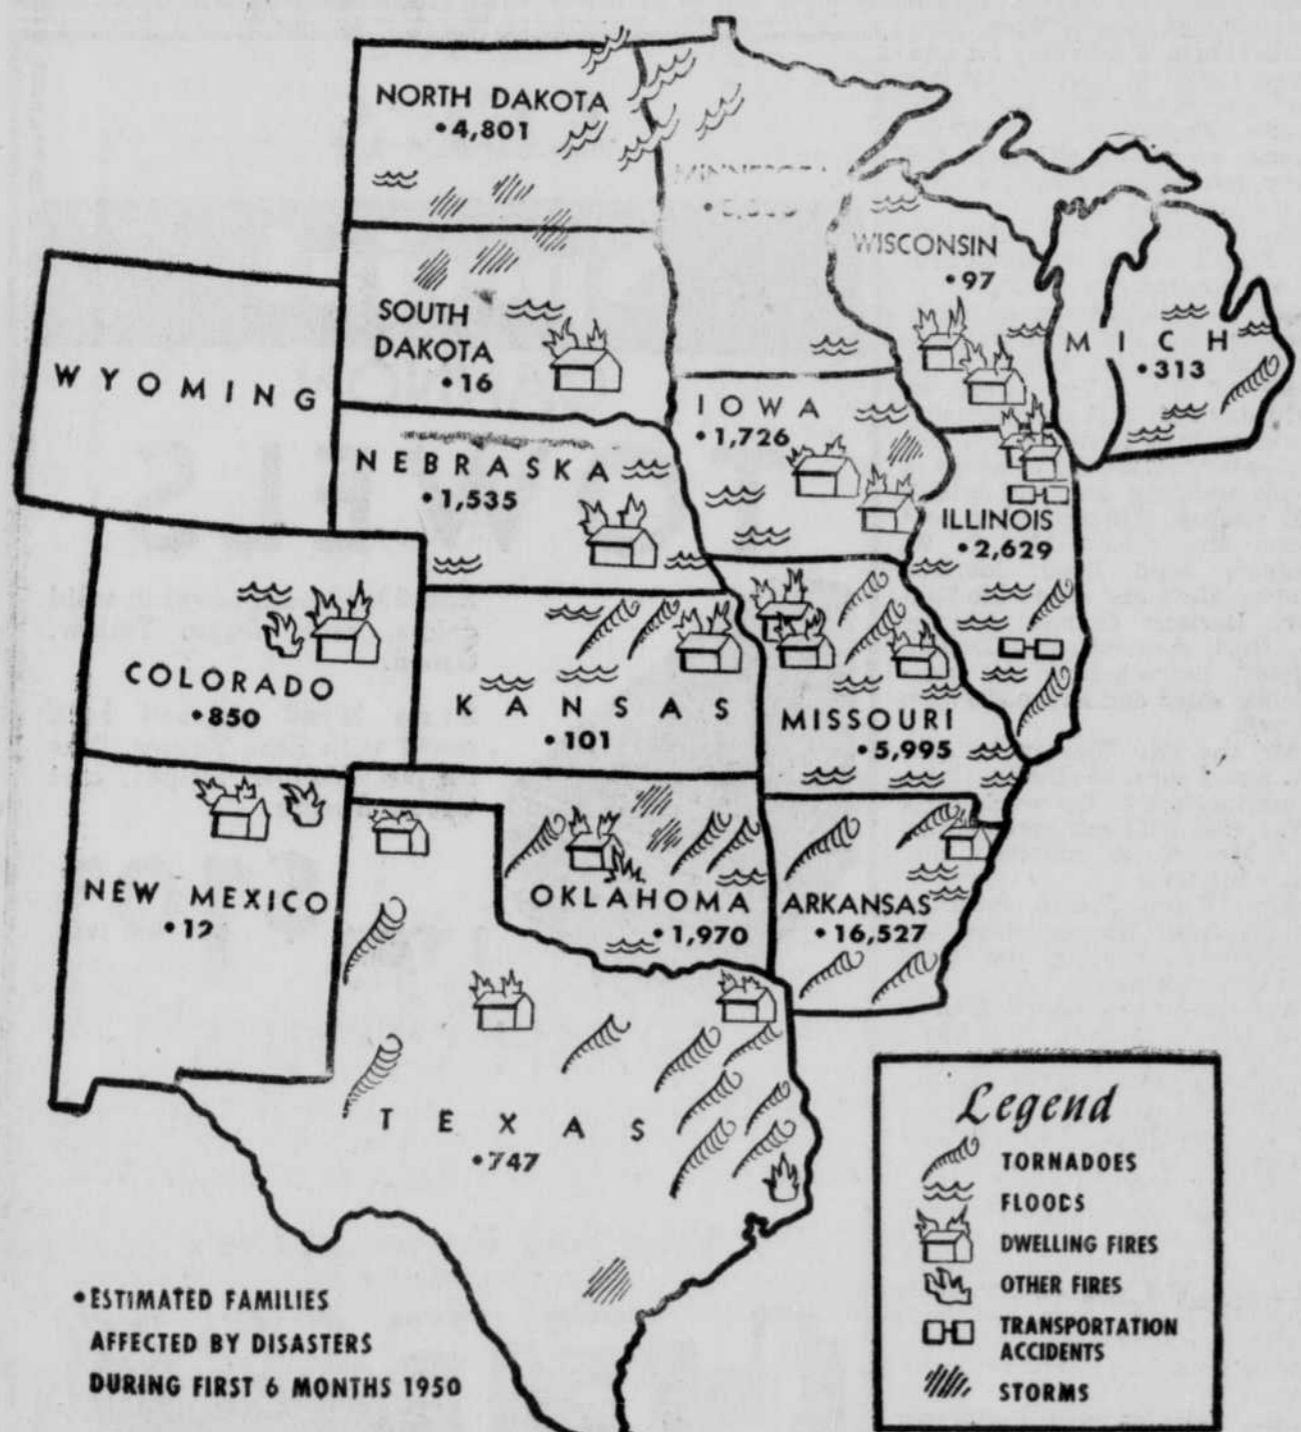 NORTH DAKOTA
•4,801
WISCONSIN
•97
SOUTH
DAKOTA
•16
M I C H
•313
WYOMING
IOWA
•1,726
NEBRASKA
•1,535
ILLINOIS
•2,629
COLORADO
•850
KANSAS
•101
MISSOURI
•5,995
NEW MEXICO
•12
OKLAHOMA
•1,970
ARKANSAS
•16,527
TEXAS
•747
Legend
TORNADOES
FLOODS
DWELLING FIRES
OTHER FIRES
TRANSPORTATION
ACCIDENTS
STORMS
•ESTIMATED FAMILIES
AFFECTED BY DISASTERS
DURING FIRST 6 MONTHS 1950